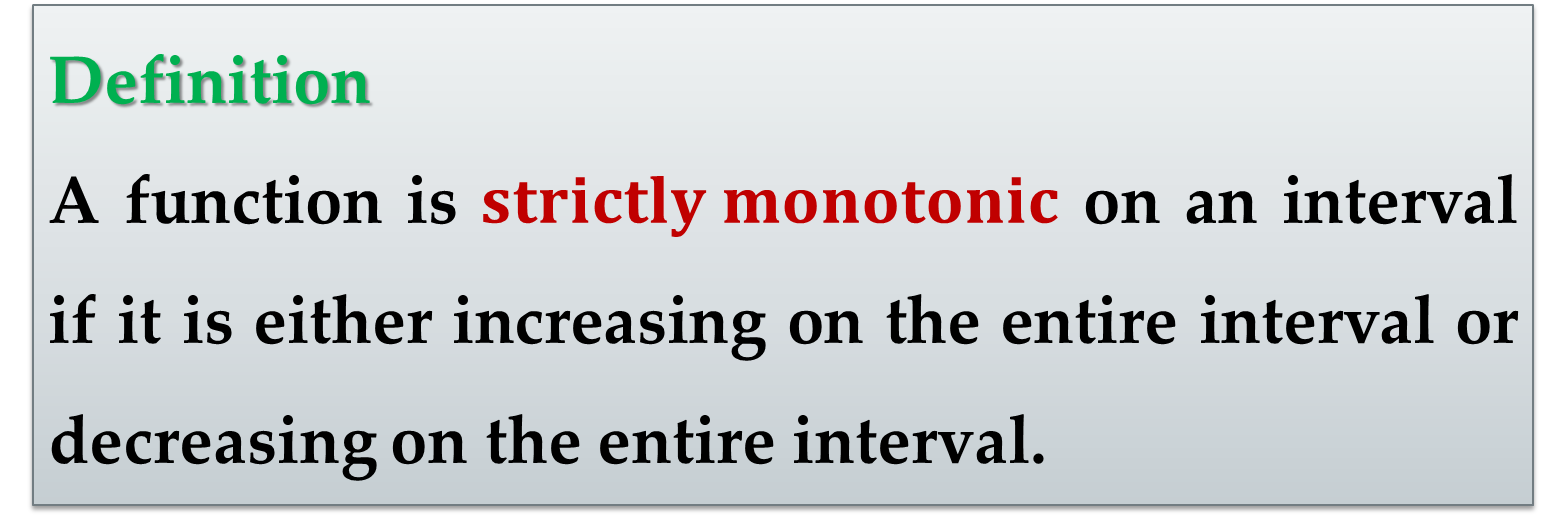 Definition
A function is strictly monotonic on an interval
if it is either increasing on the entire interval or
decreasing on the entire interval.